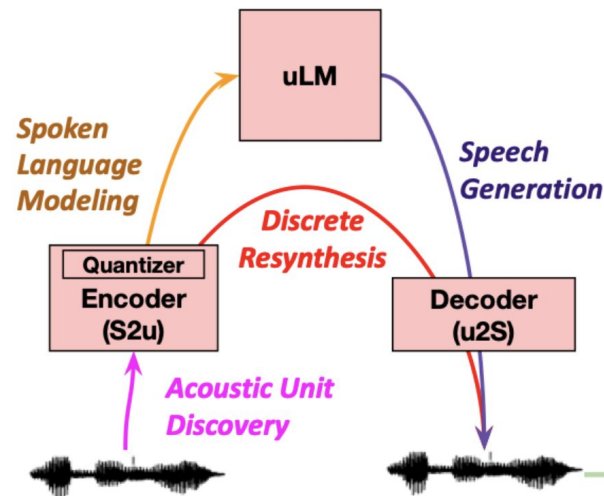 uLM
Spoken
Language
Modeling
Speech
Generation
Discrete
Resynthesis
Quantizer
Encoder
(S2u)
Decoder
(u2S)
Acoustic Unit
Discovery